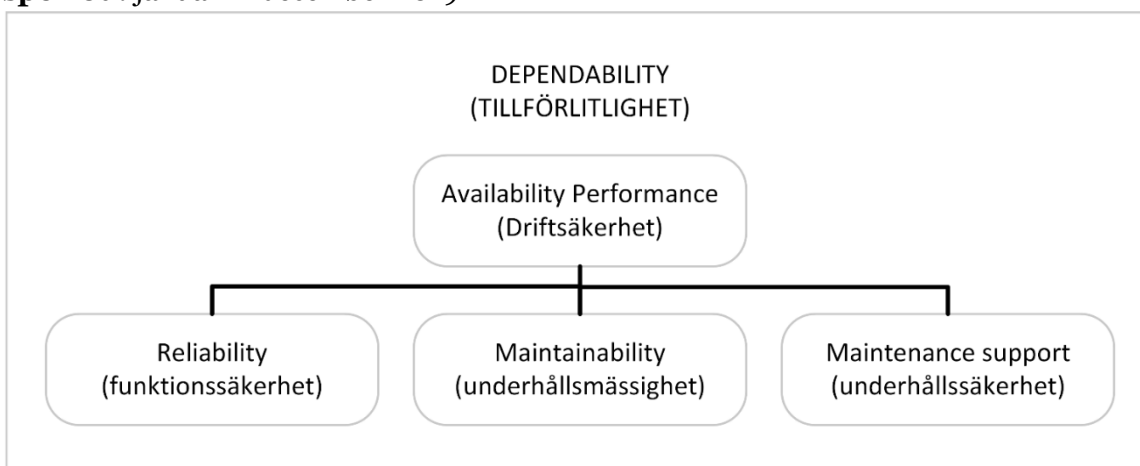 DEPENDABILITY
(TILLFÖRLITLIGHET)
Availability Performance
(Driftsäkerhet)
Reliability
(funktionssäkerhet)
Maintainability
(underhållsmässighet)
Maintenance support
(underhållssäkerhet)